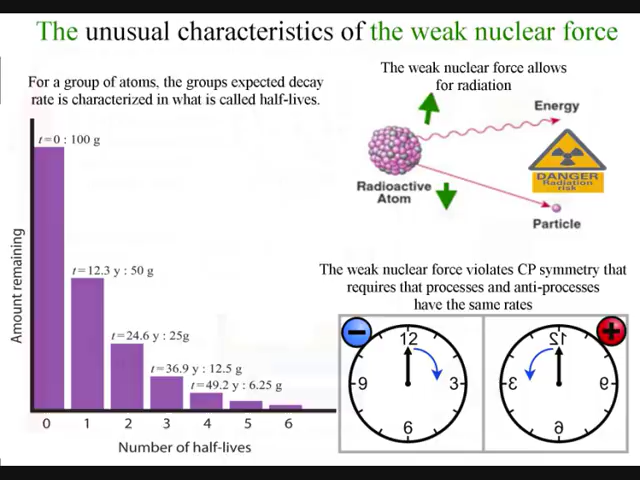 The unusual characteristics of the weak nuclear force
For a group of atoms, the groups expected decay
rate is characterized in what is called half-lives.
Amount remaining
t=0 : 100 g
t=12.3 y : 50 g
t=24.6 y : 25g
t=36.9 y : 12.5 g
t=49.2 y : 6.25 g
0 1 2 3 4 5 6
Number of half-lives
The weak nuclear force allows
for radiation
Energy
DANGER
Radiation
risk
Radioactive
Atom
Particle
The weak nuclear force violates CP symmetry that
requires that processes and anti-processes
have the same rates
−
12
3
6
9
+
12
3
9
6